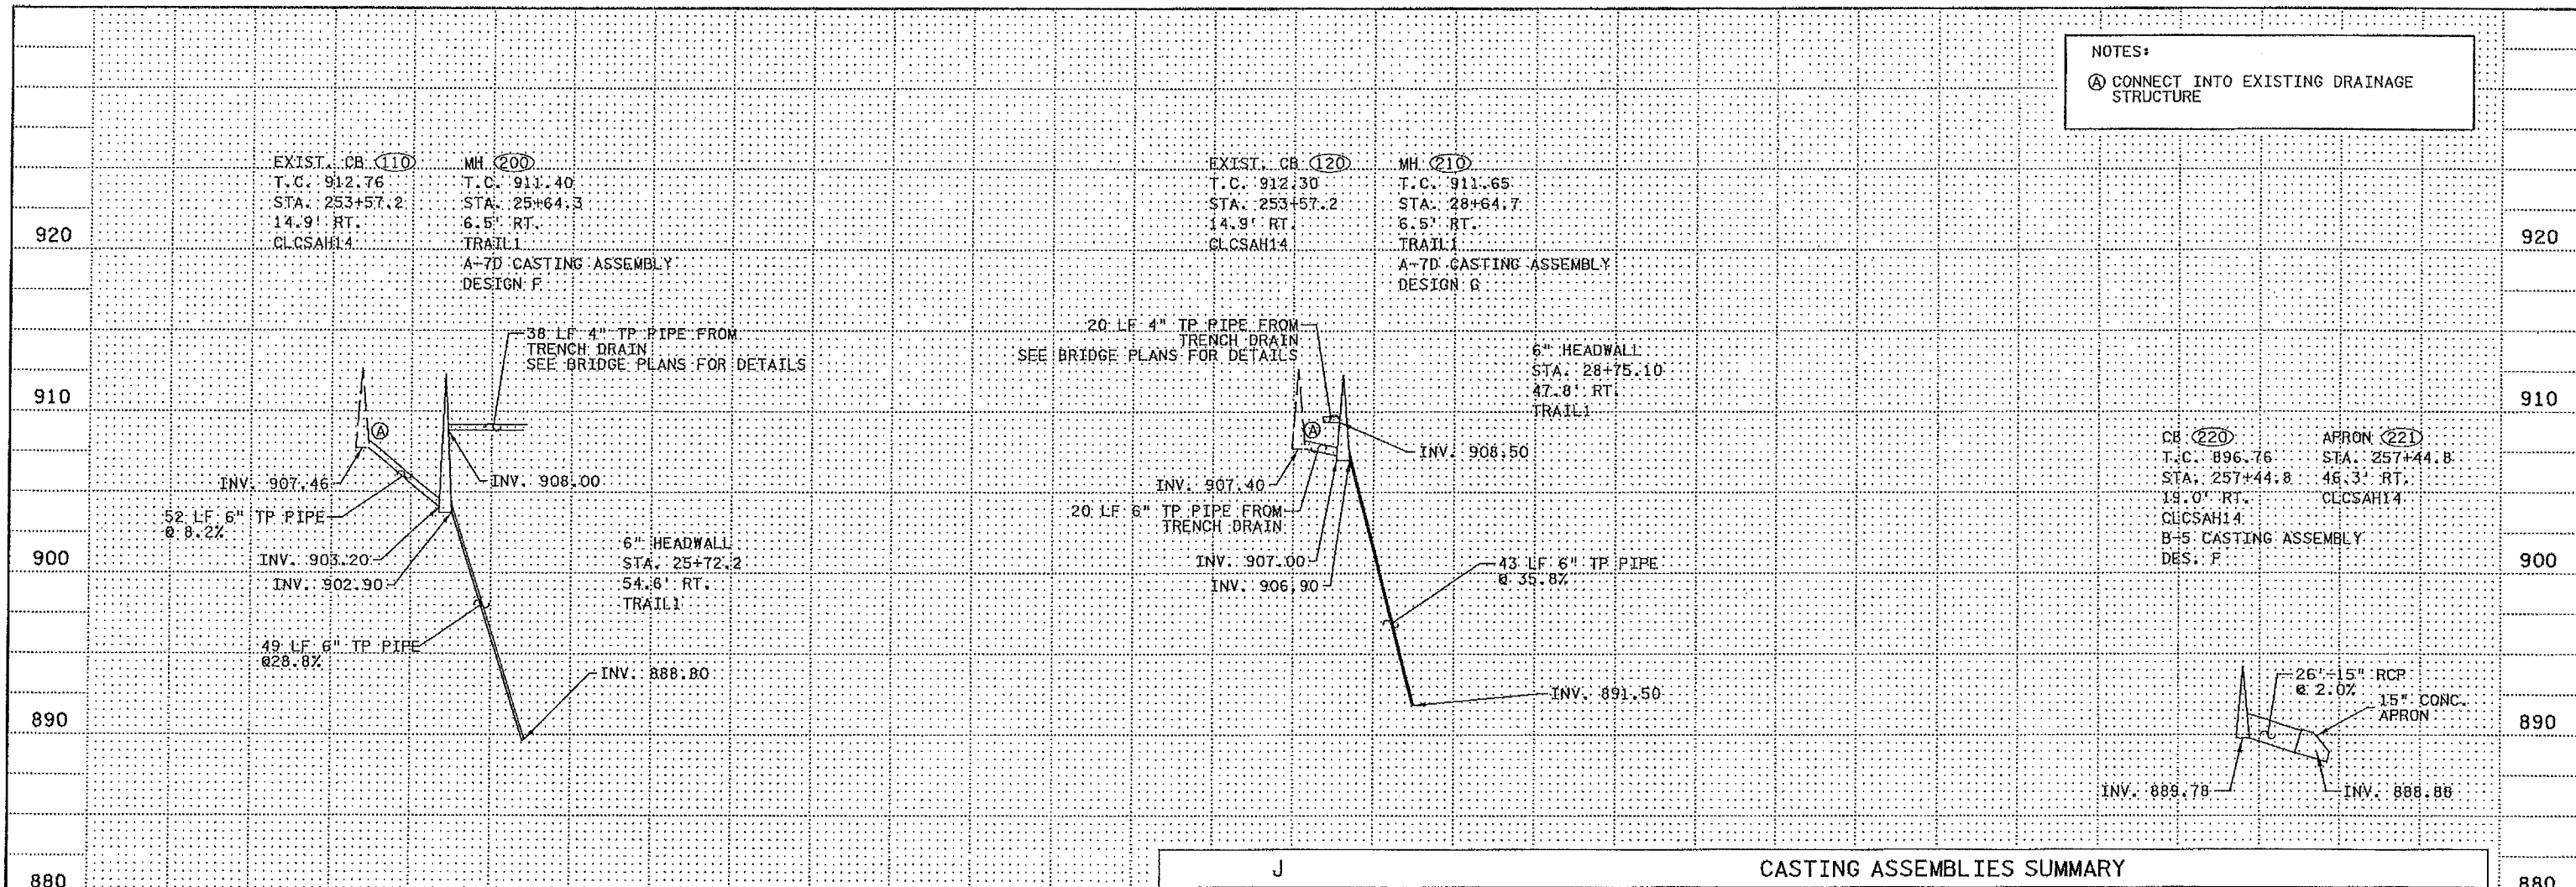 NOTES:
Ⓐ CONNECT INTO EXISTING DRAINAGE
STRUCTURE
EXIST. CB 110
T.C. 912.76
STA. 253+57.2
14.9' RT.
CLCSAH14
MH 200
T.C. 911.40
STA. 25+64.3
6.5' RT.
TRAIL1
A-7D CASTING ASSEMBLY
DESIGN F
EXIST. CB 120
T.C. 912.30
STA. 253+57.2
14.9' RT.
CLCSAH14
MH 210
T.C. 911.65
STA. 28+64.7
6.5' RT.
TRAIL1
A-7D CASTING ASSEMBLY
DESIGN G
920
920
38 LF 4" TP PIPE FROM
TRENCH DRAIN
SEE BRIDGE PLANS FOR DETAILS
20 LF 4" TP PIPE FROM
TRENCH DRAIN
SEE BRIDGE PLANS FOR DETAILS
6" HEADWALL
STA. 28+75.10
47.8' RT.
TRAIL1
910
910
Ⓐ
Ⓐ
INV. 907.46
INV. 908.00
52 LF 6" TP PIPE
@ 8.2%
INV. 903.20
INV. 902.90
6" HEADWALL
STA. 25+72.2
54.6' RT.
TRAIL1
49 LF 6" TP PIPE
@28.8%
INV. 888.80
INV. 908.50
INV. 907.40
20 LF 6" TP PIPE FROM
TRENCH DRAIN
INV. 907.00
INV. 906.90
43 LF 6" TP PIPE
@ 35.8%
INV. 891.50
CB 220
T.C. 896.76
STA. 257+44.8
19.0' RT.
CLCSAH14
B-5 CASTING ASSEMBLY
DES. F
APRON 221
STA. 257+44.8
46.3' RT.
CLCSAH14
900
900
26'-15" RCP
@ 2.0%
15" CONC.
APRON
890
890
INV. 889.78
INV. 888.88
J
CASTING ASSEMBLIES SUMMARY
880
880